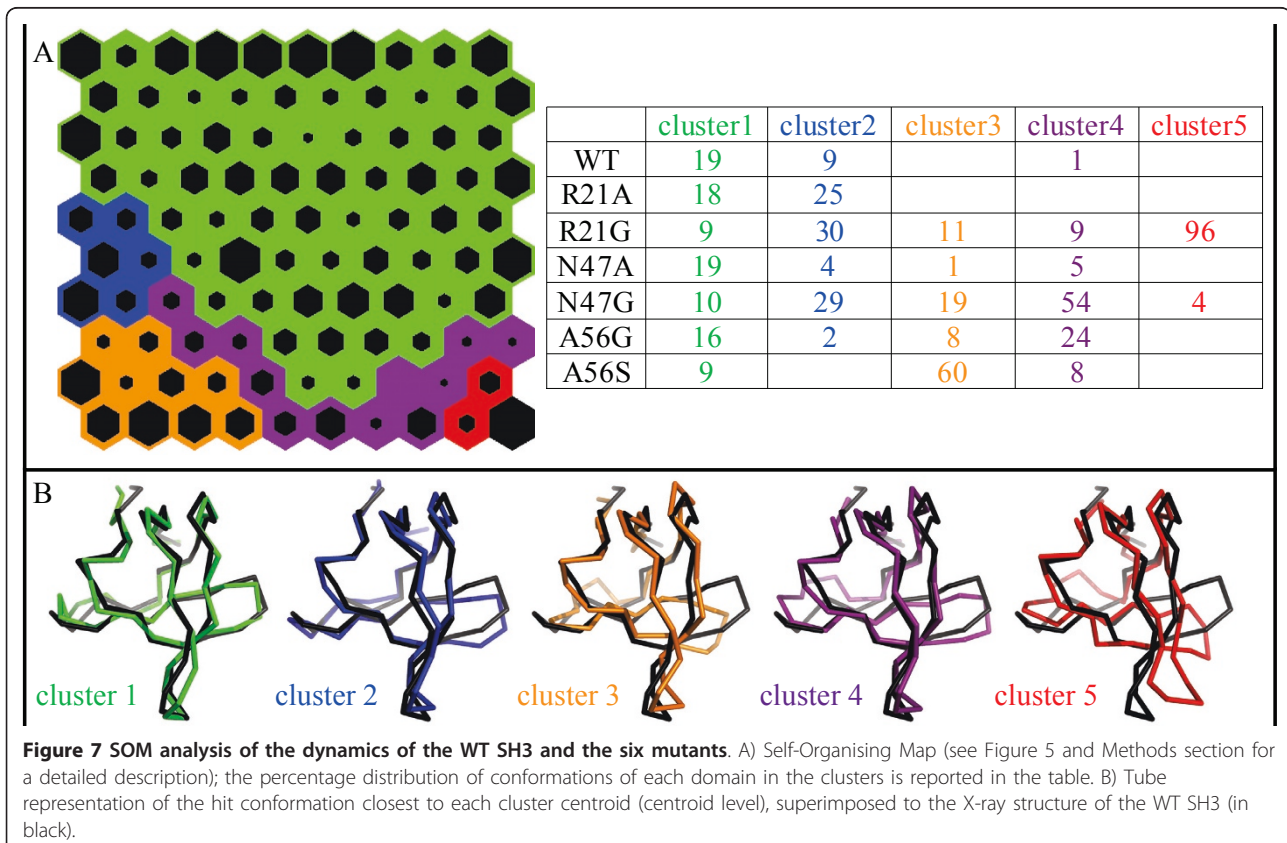 A
cluster1 cluster2 cluster3 cluster4 cluster5
WT 19 9 1
R21A 18 25
R21G 9 30 11 9 96
N47A 19 4 1 5
N47G 10 29 19 54 4
A56G 16 2 8 24
A56S 9 60 8
B
cluster 1 cluster 2 cluster 3 cluster 4 cluster 5
Figure 7 SOM analysis of the dynamics of the WT SH3 and the six mutants. A) Self-Organising Map (see Figure 5 and Methods section for
a detailed description); the percentage distribution of conformations of each domain in the clusters is reported in the table. B) Tube
representation of the hit conformation closest to each cluster centroid (centroid level), superimposed to the X-ray structure of the WT SH3 (in
black).